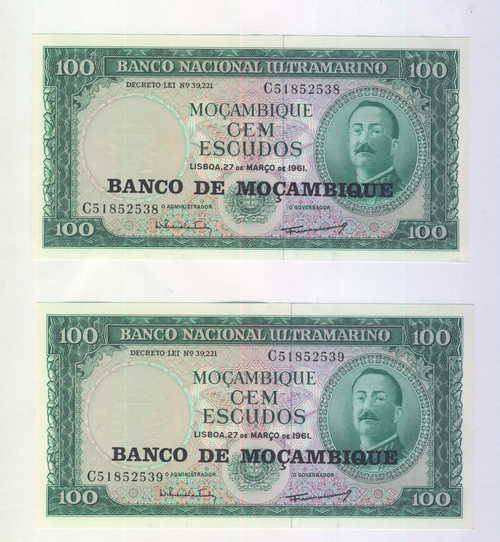 100 BANCO NACIONAL ULTRAMARINO 100
DECRETO-LEI Nº 39,221 C51852538
MOÇAMBIQUE
CEM
ESCUDOS
LISBOA, 27 DE MARÇO DE 1961.
BANCO DE MOÇAMBIQUE
C51852538 O ADMINISTRADOR O GOVERNADOR
100 100
100 BANCO NACIONAL ULTRAMARINO 100
DECRETO-LEI Nº 39,221 C51852539
MOÇAMBIQUE
CEM
ESCUDOS
LISBOA, 27 DE MARÇO DE 1961.
BANCO DE MOÇAMBIQUE
C51852539 O ADMINISTRADOR O GOVERNADOR
100 100